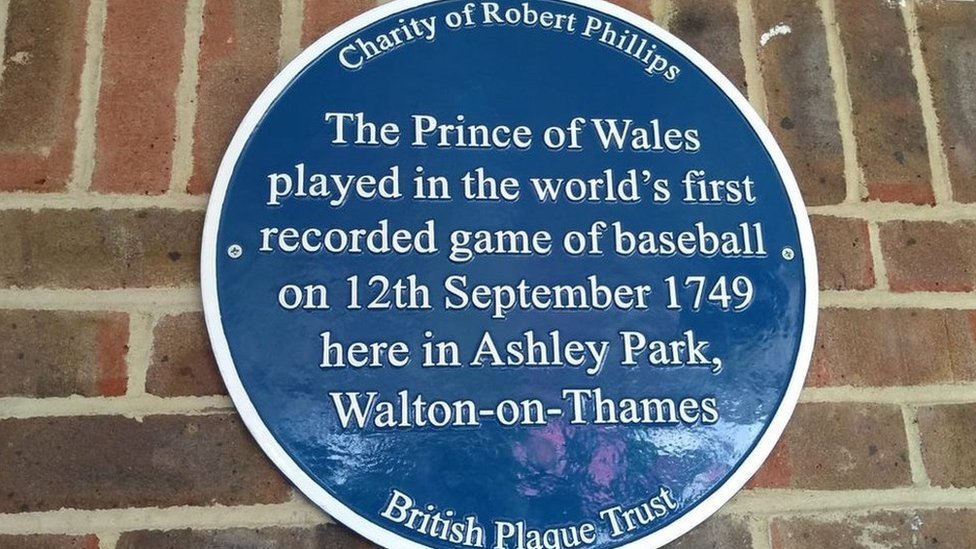 Charity of Robert Phillips
The Prince of Wales
played in the world's first
recorded game of baseball
on 12th September 1749
here in Ashley Park,
Walton-on-Thames
British Plaque Trust